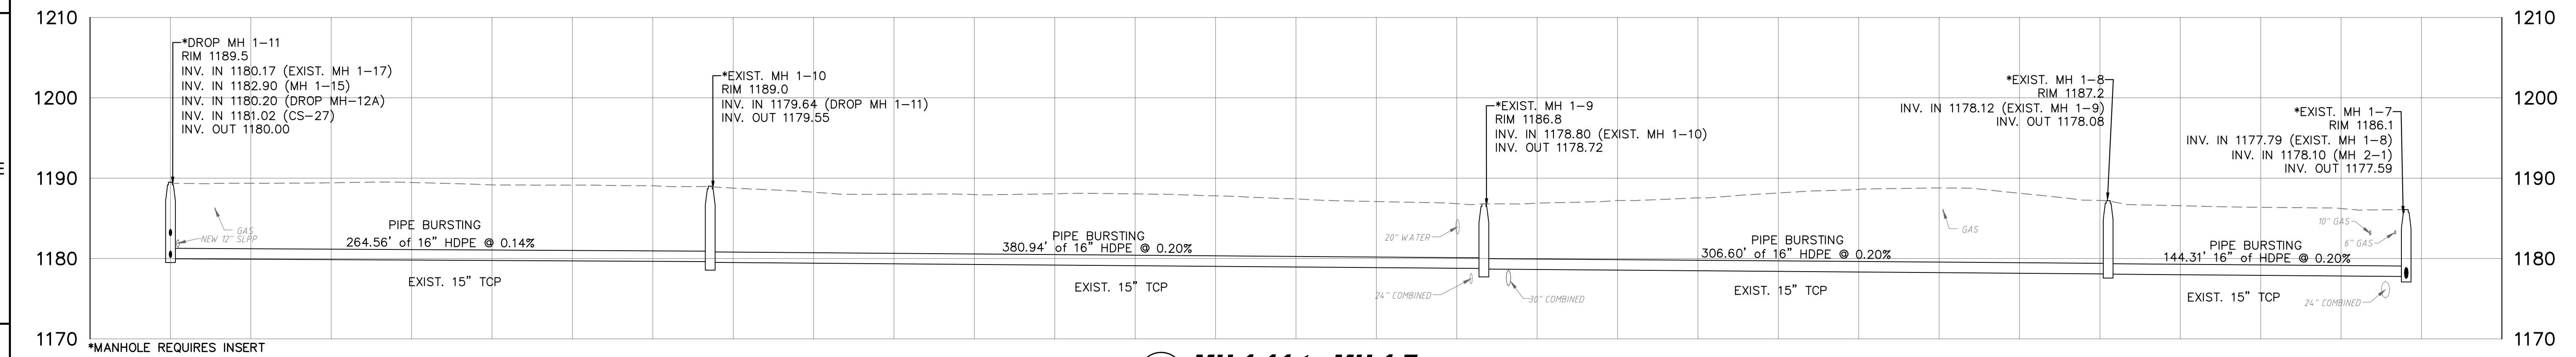 1210
1200
1190
1180
1170
*DROP MH 1-11
RIM 1189.5
INV. IN 1180.17 (EXIST. MH 1-17)
INV. IN 1182.90 (MH 1-15)
INV. IN 1180.20 (DROP MH-12A)
INV. IN 1181.02 (CS-27)
INV. OUT 1180.00
GAS
NEW 12" SLPP
PIPE BURSTING
264.56' of 16" HDPE @ 0.14%
EXIST. 15" TCP
*EXIST. MH 1-10
RIM 1189.0
INV. IN 1179.64 (DROP MH 1-11)
INV. OUT 1179.55
PIPE BURSTING
380.94' of 16" HDPE @ 0.20%
EXIST. 15" TCP
20" WATER
24" COMBINED
*EXIST. MH 1-9
RIM 1186.8
INV. IN 1178.80 (EXIST. MH 1-10)
INV. OUT 1178.72
30" COMBINED
PIPE BURSTING
306.60' of 16" HDPE @ 0.20%
EXIST. 15" TCP
GAS
*EXIST. MH 1-8
RIM 1187.2
INV. IN 1178.12 (EXIST. MH 1-9)
INV. OUT 1178.08
PIPE BURSTING
144.31' 16" of HDPE @ 0.20%
EXIST. 15" TCP
*EXIST. MH 1-7
RIM 1186.1
INV. IN 1177.79 (EXIST. MH 1-8)
INV. IN 1178.10 (MH 2-1)
INV. OUT 1177.59
10" GAS
6" GAS
24" COMBINED
1210
1200
1190
1180
1170
*MANHOLE REQUIRES INSERT